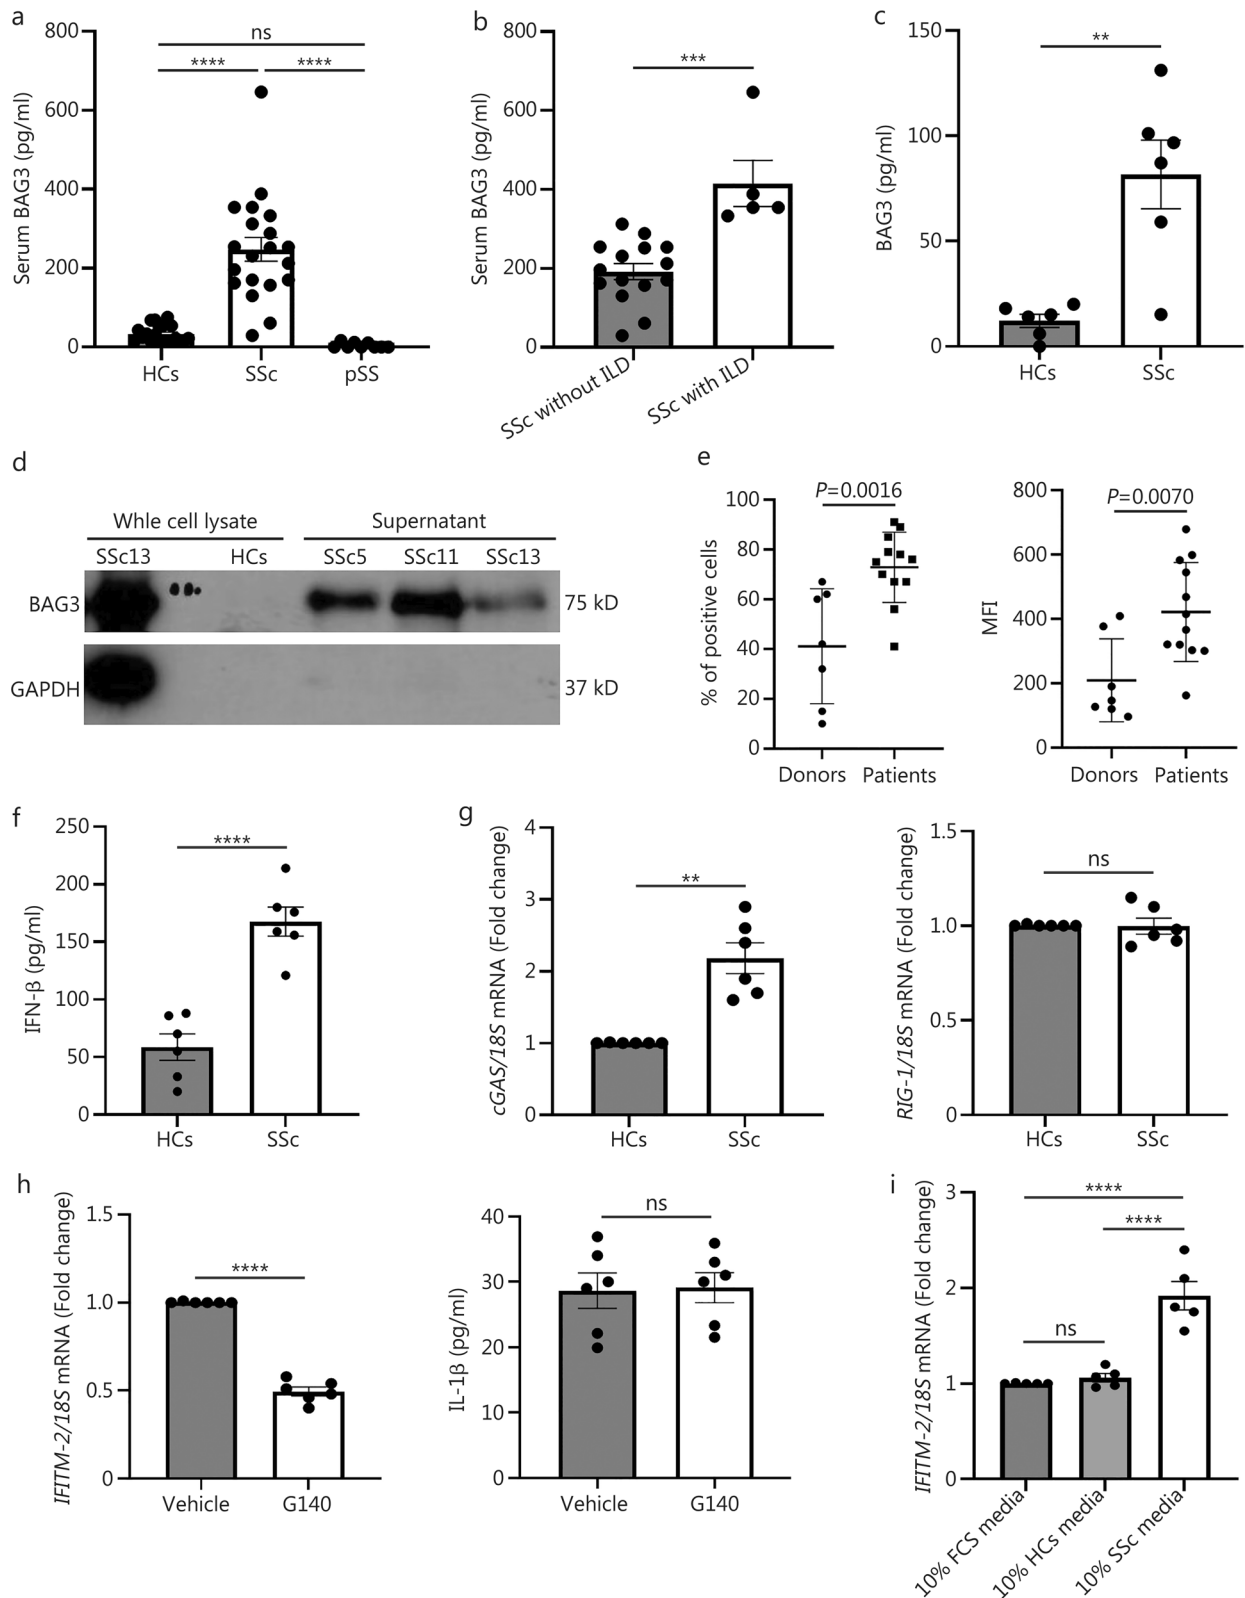 a
Serum BAG3 (pg/ml)
800
600
400
200
0
ns
****
****
HCs
SSc
pSS
b
Serum BAG3 (pg/ml)
800
600
400
200
0
***
SSc without ILD
SSc with ILD
c
BAG3 (pg/ml)
150
100
50
0
**
HCs
SSc
d
Whle cell lysate
Supernatant
SSc13
HCs
SSc5
SSc11
SSc13
BAG3
75 kD
GAPDH
37 kD
e
% of positive cells
100
80
60
40
20
0
P=0.0016
Donors
Patients
MFI
800
600
400
200
0
P=0.0070
Donors
Patients
f
IFN-β (pg/ml)
250
200
150
100
50
0
****
HCs
SSc
g
cGAS/18S mRNA (Fold change)
4
3
2
1
0
**
HCs
SSc
RIG-1/18S mRNA (Fold change)
1.5
1.0
0.5
0
ns
HCs
SSc
h
IFITM-2/18S mRNA (Fold change)
1.5
1.0
0.5
0
****
Vehicle
G140
IL-1β (pg/ml)
40
30
20
10
0
ns
Vehicle
G140
i
IFITM-2/18S mRNA (Fold change)
3
2
1
0
****
****
ns
10% FCS media
10% HCs media
10% SSc media